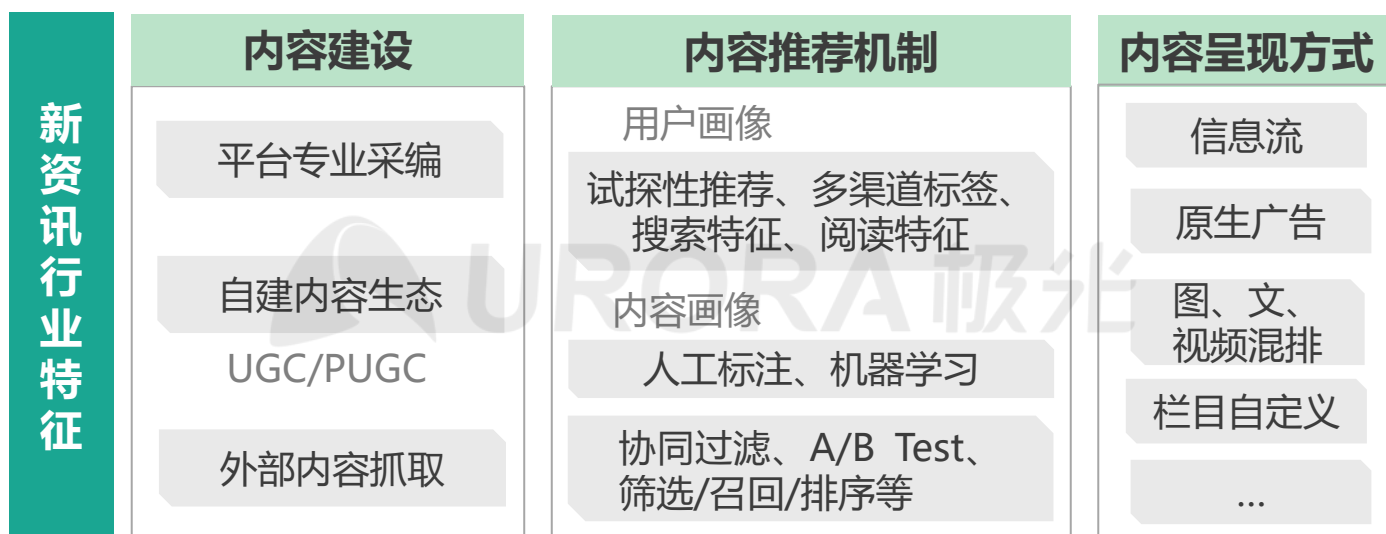 新资讯行业特征
内容建设
平台专业采编
自建内容生态
UGC/PUGC
外部内容抓取
内容推荐机制
用户画像
试探性推荐、多渠道标签、
搜索特征、阅读特征
内容画像
人工标注、机器学习
协同过滤、A/B Test、
筛选/召回/排序等
内容呈现方式
信息流
原生广告
图、文、
视频混排
栏目自定义
...
URORA极光